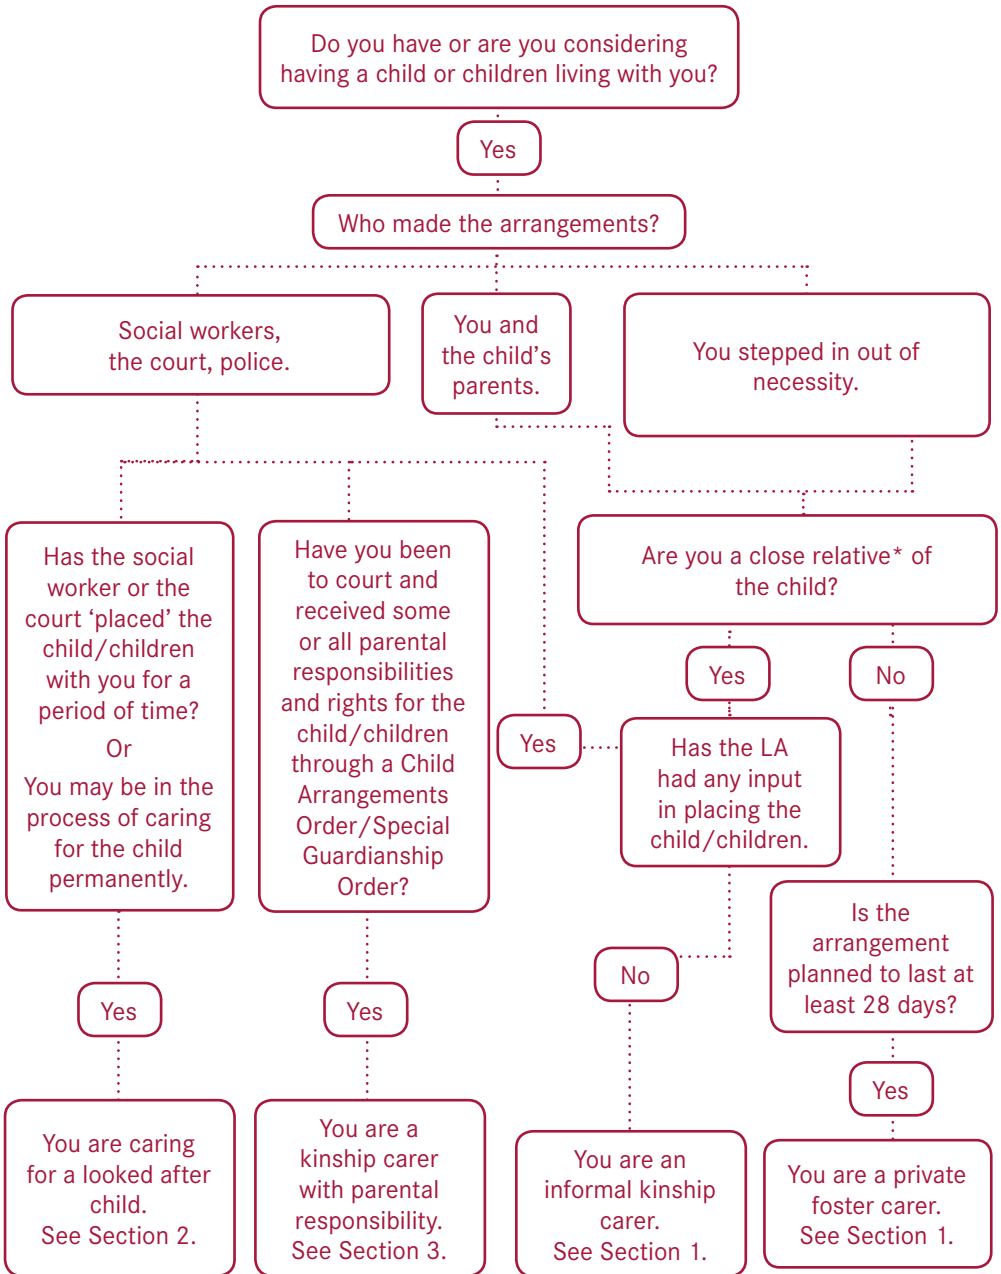 Do you have or are you considering
having a child or children living with you?
Yes
Who made the arrangements?
Social workers,
the court, police.
You and
the child’s
parents.
You stepped in out of
necessity.
Has the social
worker or the
court ‘placed’ the
child/children
with you for a
period of time?
Or
You may be in the
process of caring
for the child
permanently.
Have you been
to court and
received some
or all parental
responsibilities
and rights for the
child/children
through a Child
Arrangements
Order/Special
Guardianship
Order?
Are you a close relative* of
the child?
Yes
No
Yes
Has the LA
had any input
in placing the
child/children.
Is the
arrangement
planned to last at
least 28 days?
No
Yes
Yes
Yes
You are caring
for a looked after
child.
See Section 2.
You are a
kinship carer
with parental
responsibility.
See Section 3.
You are an
informal kinship
carer.
See Section 1.
You are a private
foster carer.
See Section 1.